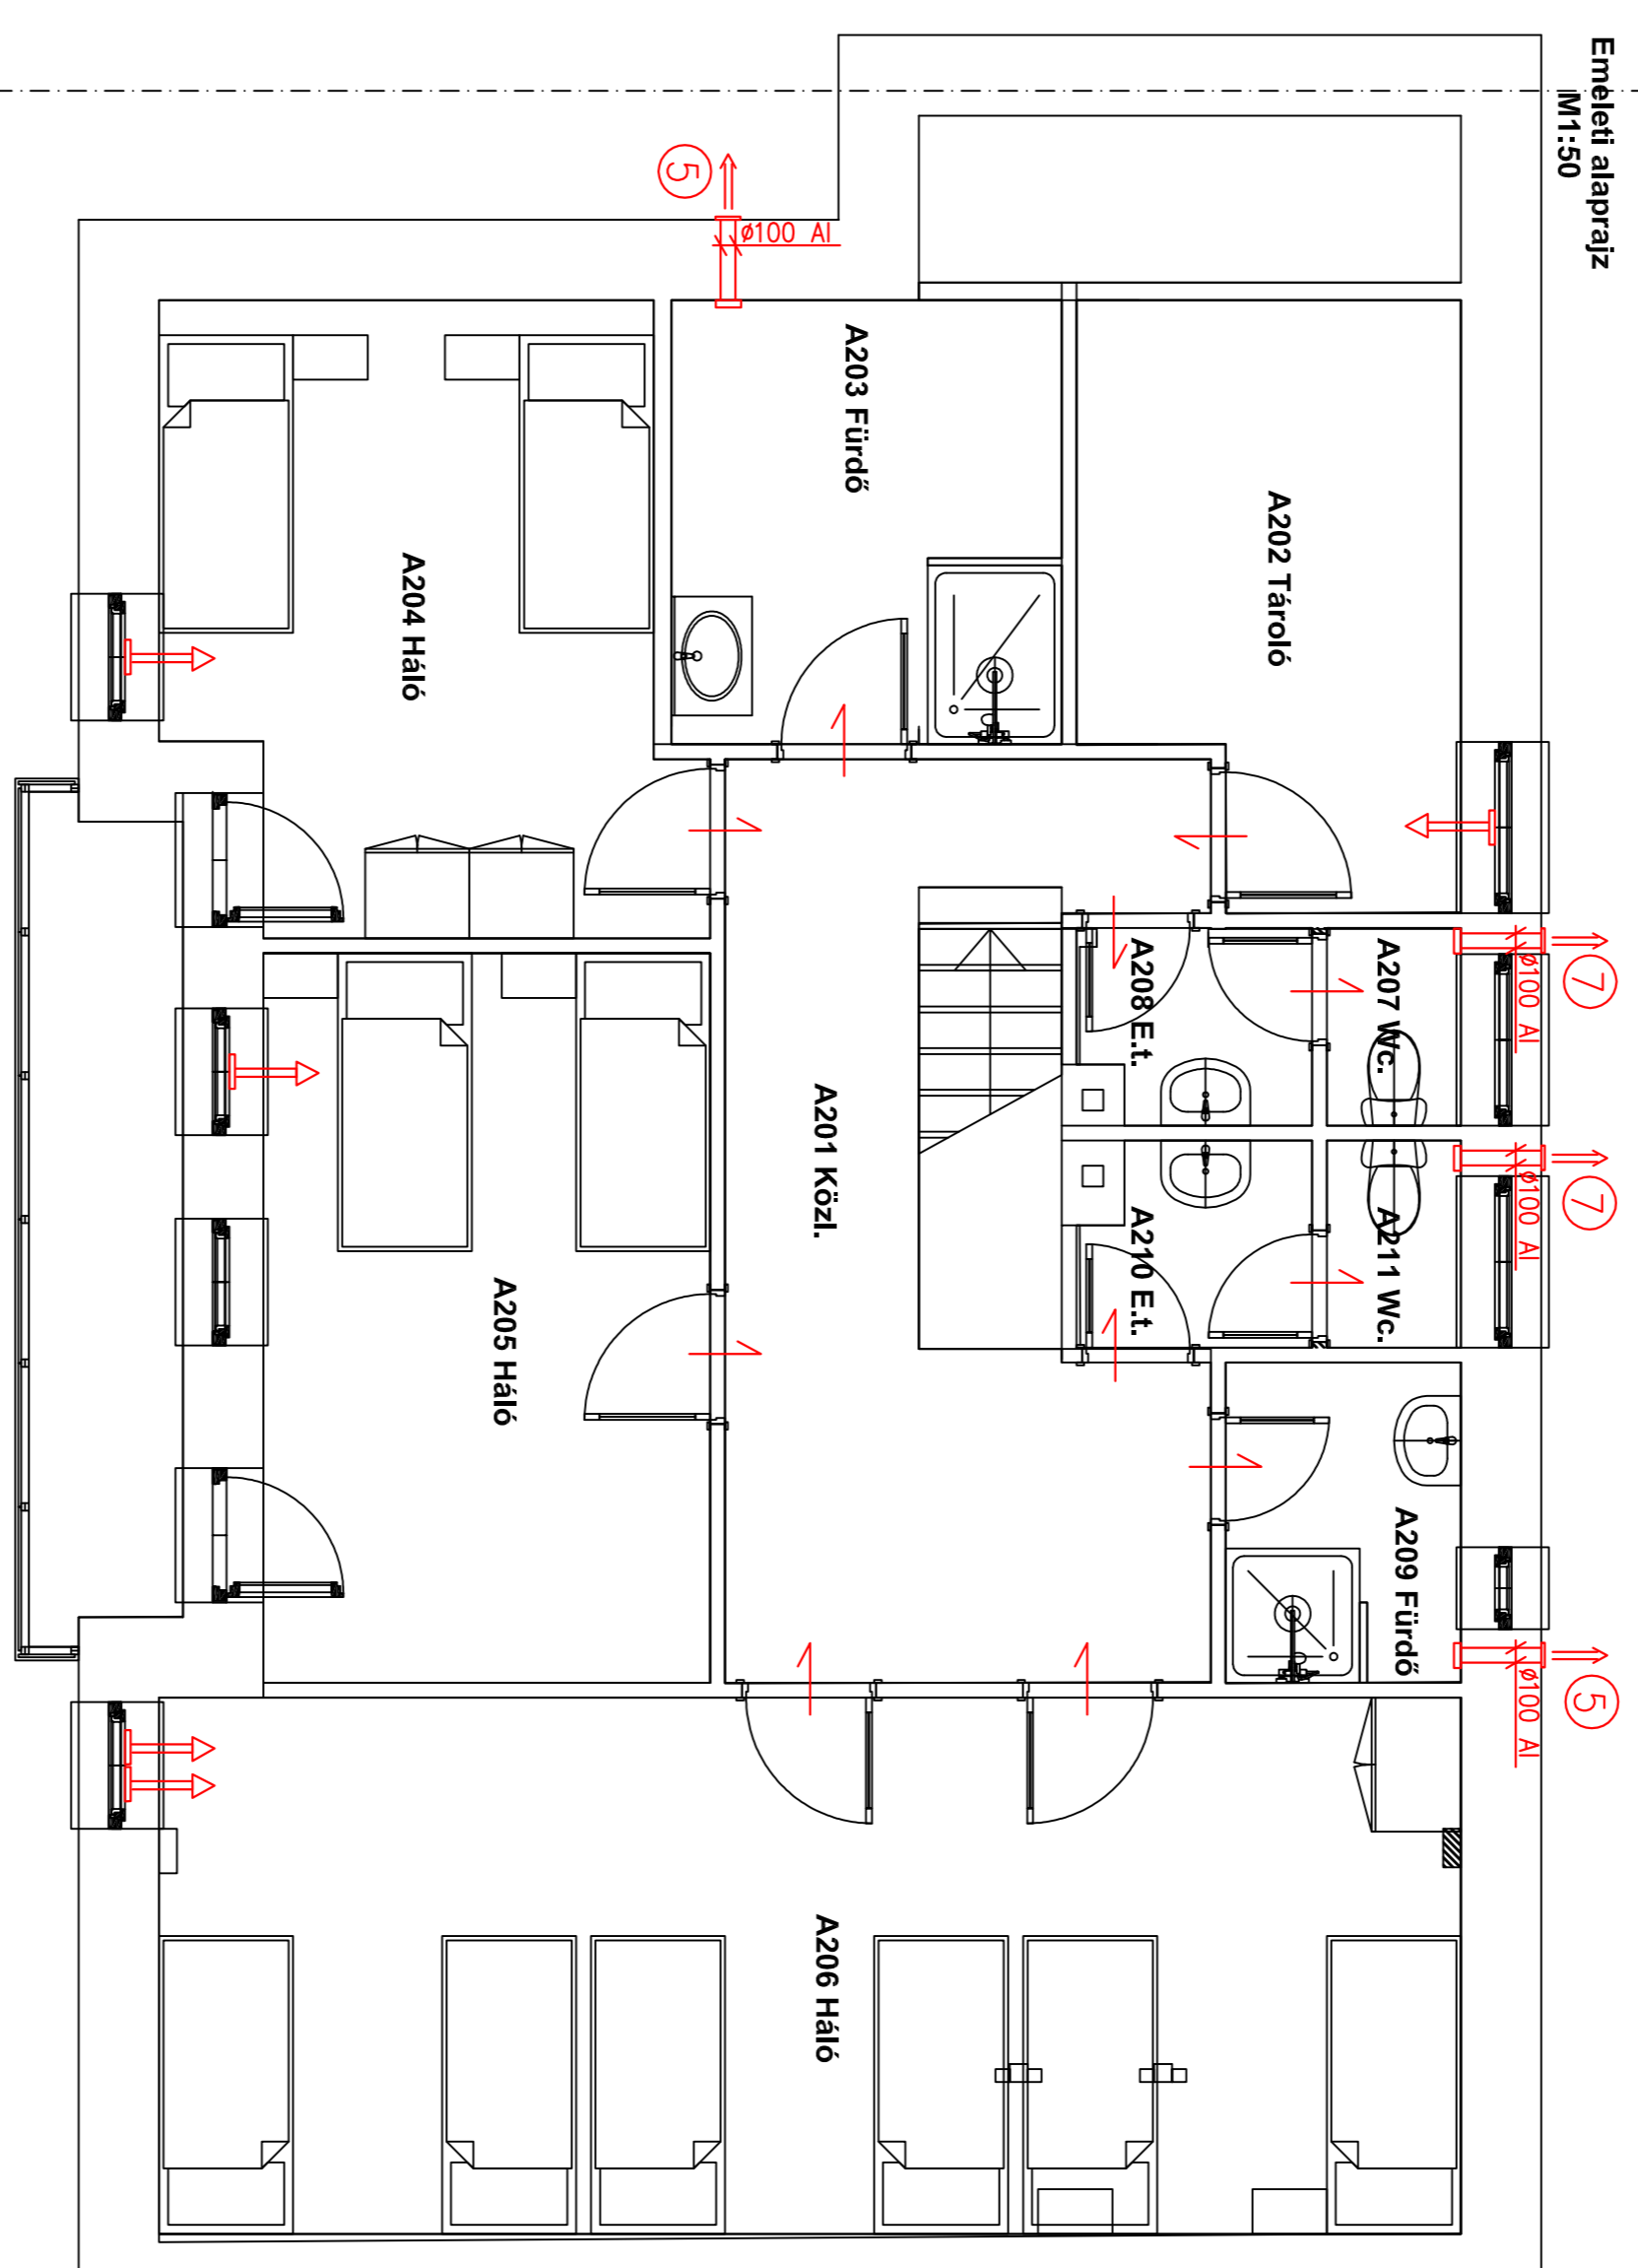 Emeleti alaprajz
M1:50
5
ø100 Al
A203 Fürdő
A202 Tároló
A204 Háló
7
ø100 Al
A207 Wc.
A208 E.t.
A201 Közl.
7
ø100 Al
A211 Wc.
A210 E.t.
A205 Háló
A209 Fürdő
5
ø100 Al
A206 Háló